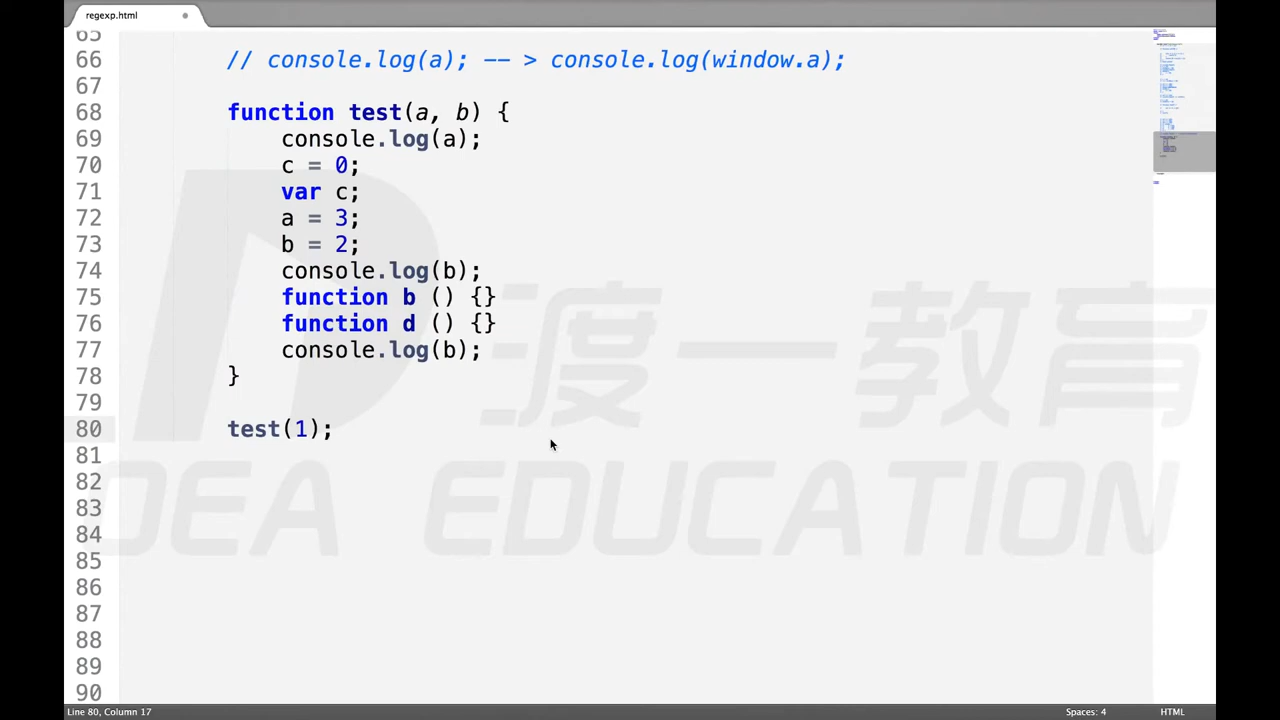 regexp.html
65
66 // console.log(a); -- > console.log(window.a);
67
68 function test(a, b) {
69 console.log(a);
70 c = 0;
71 var c;
72 a = 3;
73 b = 2;
74 console.log(b);
75 function b () {}
76 function d () {}
77 console.log(b);
78 }
79
80 test(1);
81
82
83
84
85
86
87
88
89
90
渡一教育
DEA EDUCATION
Line 80, Column 17
Spaces: 4
HTML